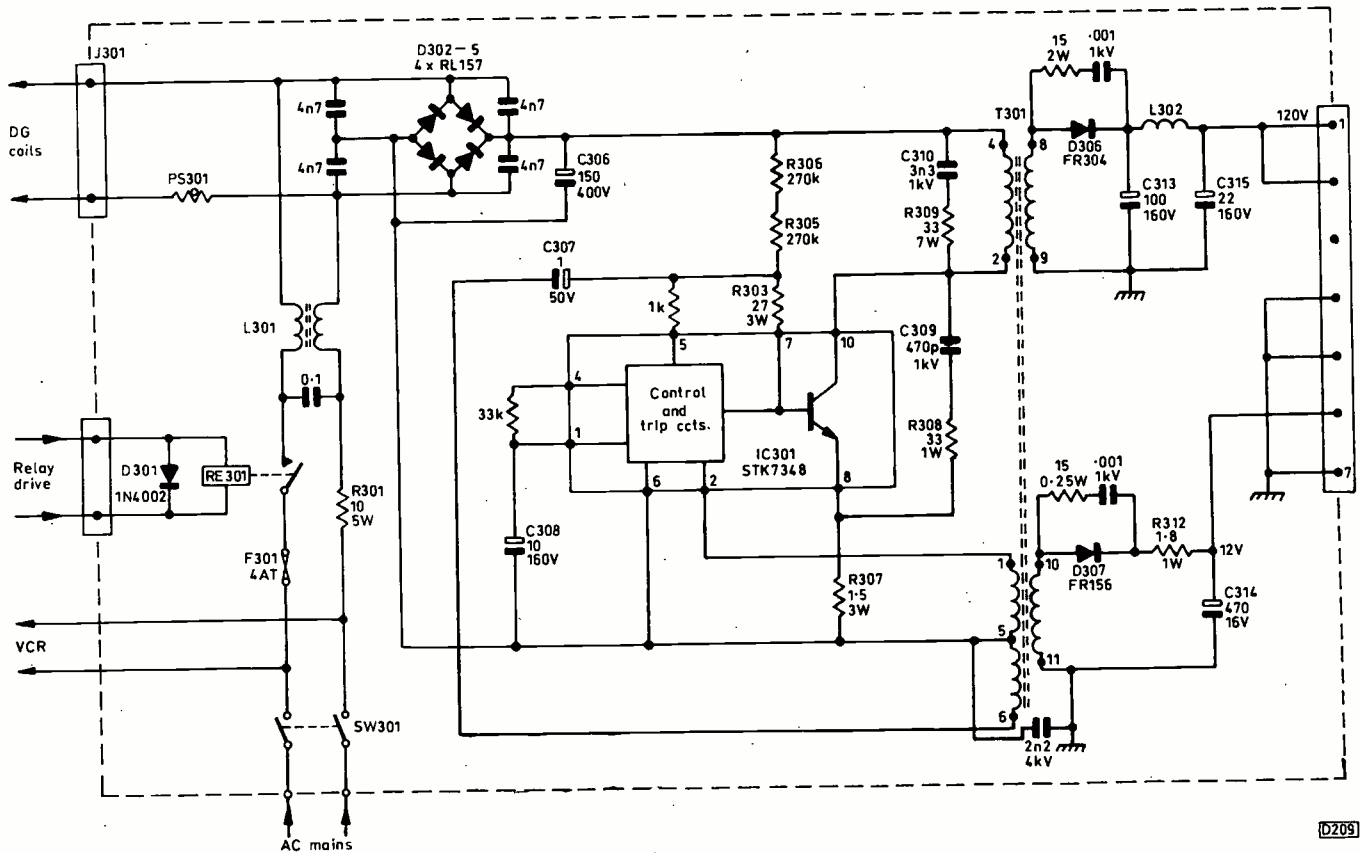 J301
D302-5
4 x RL157
15
2W
·001
1kV
4n7
4n7
DG
coils
4n7
4n7
C306
150
400V
PS301
R306
270k
R305
270k
C310
3n3
1kV
R309
33
7W
T301
4
8
2
9
D306
FR304
L302
120V
1
C313
100
160V
C315
22
160V
C307
1
50V
1k
R303
27
3W
L301
0·1
5
7
10
4
1
33k
Control
and
trip ccts.
IC301
STK7348
6
2
8
C309
470p
1kV
R308
33
1W
Relay
drive
D301
1N4002
RE301
R301
10
5W
F301
4AT
C308
10
160V
R307
1·5
3W
15
0·25W
·001
1kV
7
1
10
D307
FR156
R312
1·8
1W
12V
C314
470
16V
5
11
6
VCR
SW301
2n2
4kV
AC mains
D209